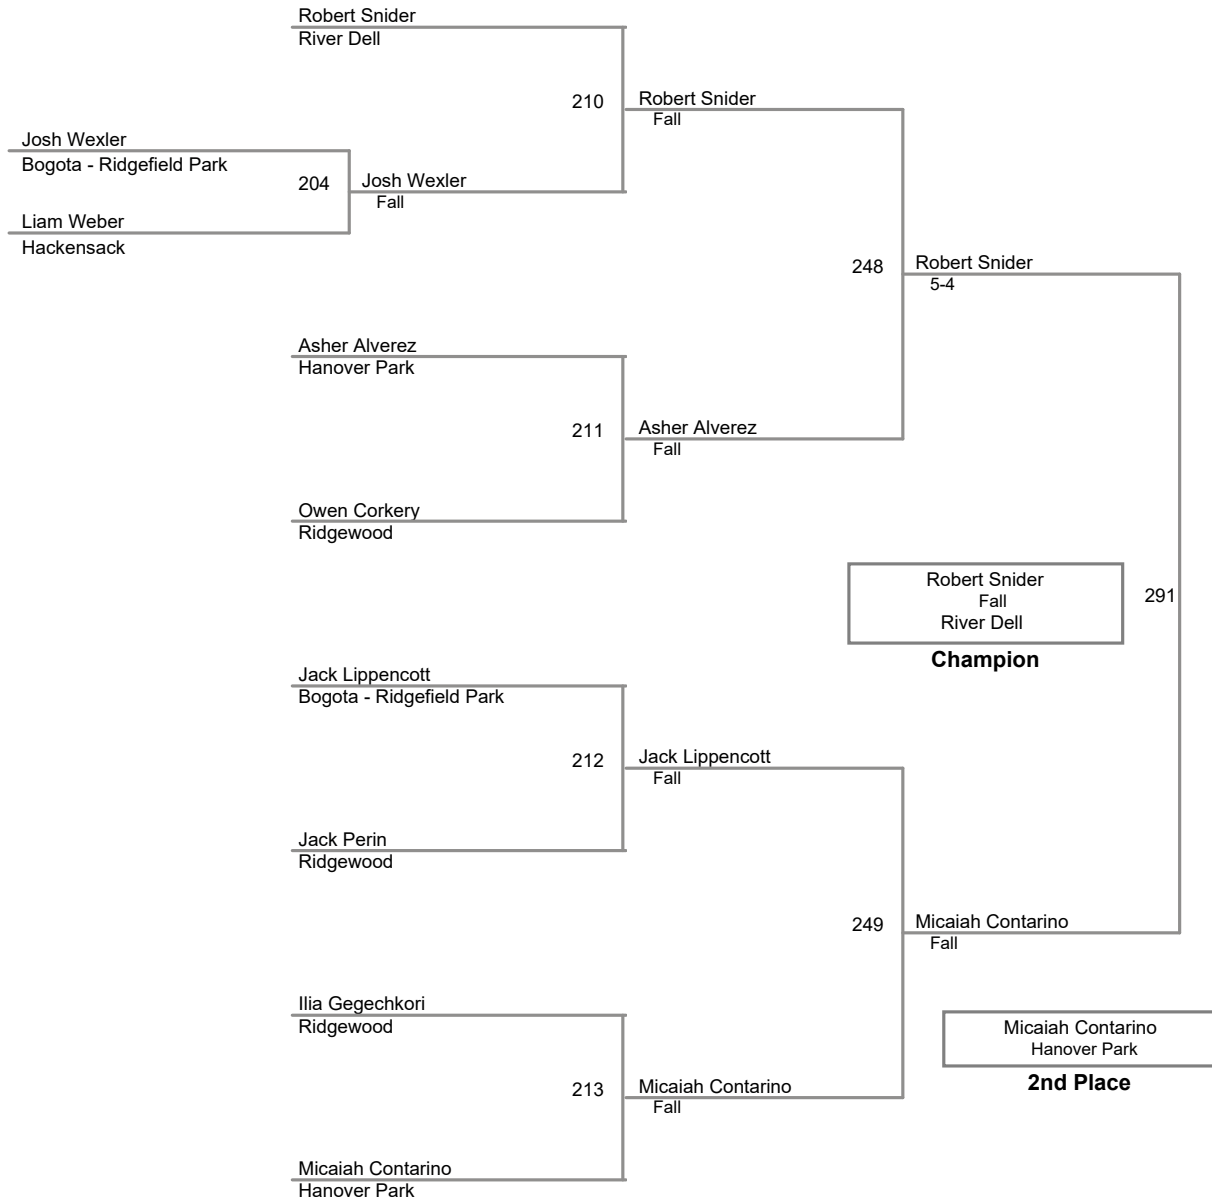 Robert Snider
River Dell
210
Robert Snider
Fall
Josh Wexler
Bogota - Ridgefield Park
204
Josh Wexler
Fall
Liam Weber
Hackensack
248
Robert Snider
5-4
Asher Alverez
Hanover Park
211
Asher Alverez
Fall
Owen Corkery
Ridgewood
Robert Snider
Fall
River Dell
291
Champion
Jack Lippencott
Bogota - Ridgefield Park
212
Jack Lippencott
Fall
Jack Perin
Ridgewood
249
Micaiah Contarino
Fall
Ilia Gegechkori
Ridgewood
Micaiah Contarino
Hanover Park
2nd Place
213
Micaiah Contarino
Fall
Micaiah Contarino
Hanover Park